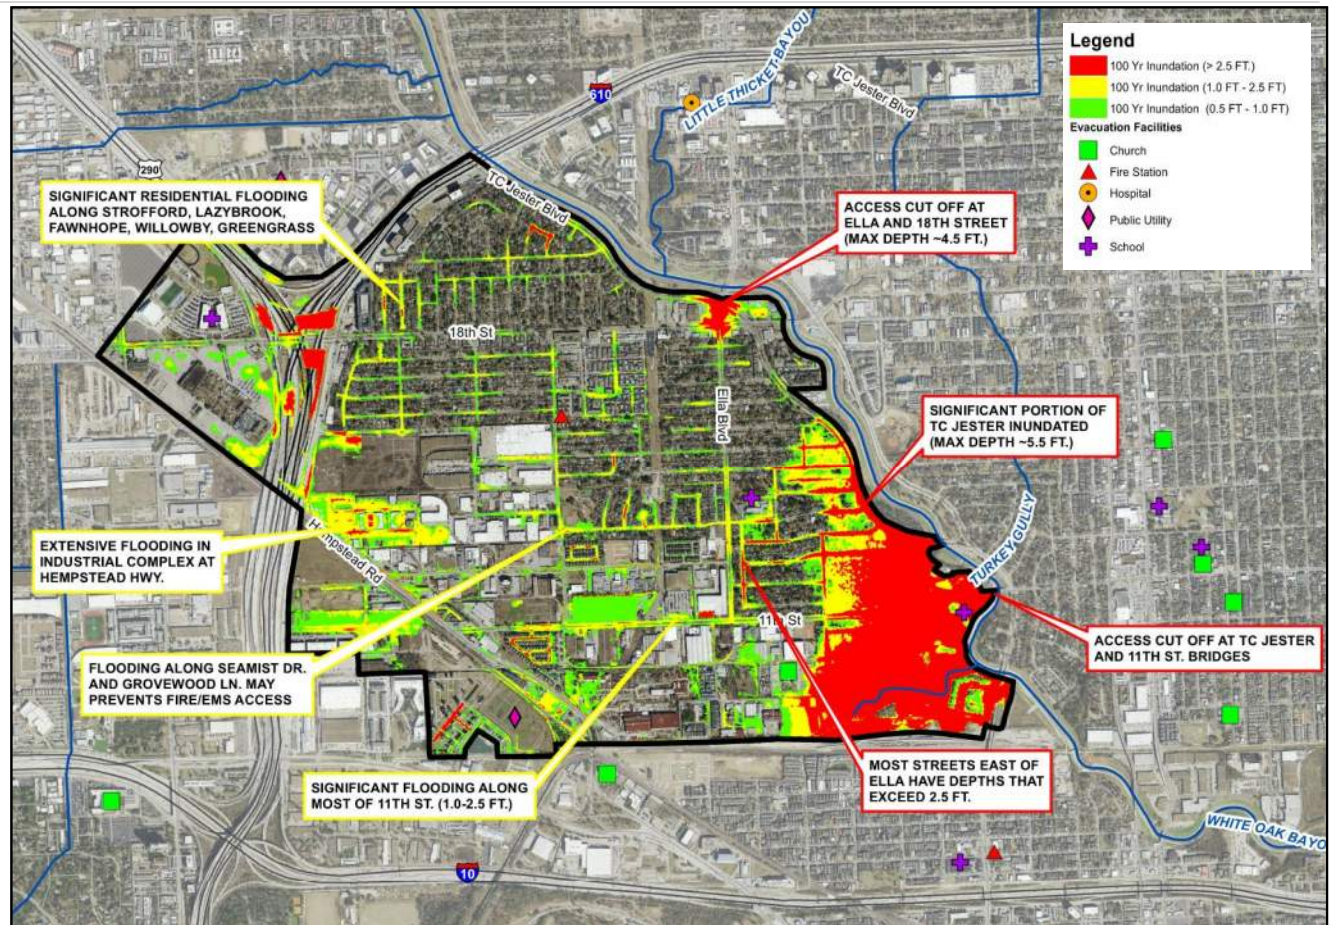 Legend
100 Yr Inundation (> 2.5 FT.)
100 Yr Inundation (1.0 FT - 2.5 FT)
100 Yr Inundation (0.5 FT - 1.0 FT)
Evacuation Facilities
Church
Fire Station
Hospital
Public Utility
School
LITTLE THICKET BAYOU
TC Jester Blvd
610
290
TC Jester Blvd
SIGNIFICANT RESIDENTIAL FLOODING
ALONG STROFFORD, LAZYBROOK,
FAWNHOPE, WILLOWBY, GREENGRASS
ACCESS CUT OFF AT
ELLA AND 18TH STREET
(MAX DEPTH ~4.5 FT.)
18th St
Ella Blvd
SIGNIFICANT PORTION OF
TC JESTER INUNDATED
(MAX DEPTH ~5.5 FT.)
EXTENSIVE FLOODING IN
INDUSTRIAL COMPLEX AT
HEMPSTEAD HWY.
Hempstead Rd
TURKEY GULLY
11th St
ACCESS CUT OFF AT TC JESTER
AND 11TH ST. BRIDGES
FLOODING ALONG SEAMIST DR.
AND GROVEWOOD LN. MAY
PREVENTS FIRE/EMS ACCESS
SIGNIFICANT FLOODING ALONG
MOST OF 11TH ST. (1.0-2.5 FT.)
MOST STREETS EAST OF
ELLA HAVE DEPTHS THAT
EXCEED 2.5 FT.
WHITE OAK BAYO
10